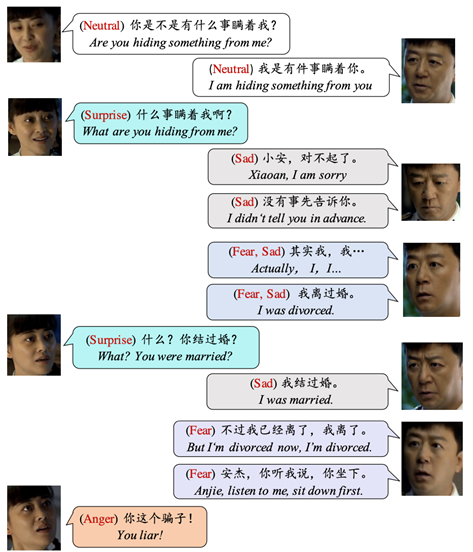 (Neutral) 你是不是有什么事瞒着我？
Are you hiding something from me?
(Neutral) 我是有件事瞒着你。
I am hiding something from you
(Surprise) 什么事瞒着我啊？
What are you hiding from me?
(Sad) 小安，对不起了。
Xiaoan, I am sorry
(Sad) 没有事先告诉你。
I didn't tell you in advance.
(Fear, Sad) 其实我，我…
Actually， I, I...
(Fear, Sad) 我离过婚。
I was divorced.
(Surprise) 什么？你结过婚？
What? You were married?
(Sad) 我结过婚。
I was married.
(Fear) 不过我已经离了，我离了。
But I'm divorced now, I'm divorced.
(Fear) 安杰，你听我说，你坐下。
Anjie, listen to me, sit down first.
(Anger) 你这个骗子！
You liar!